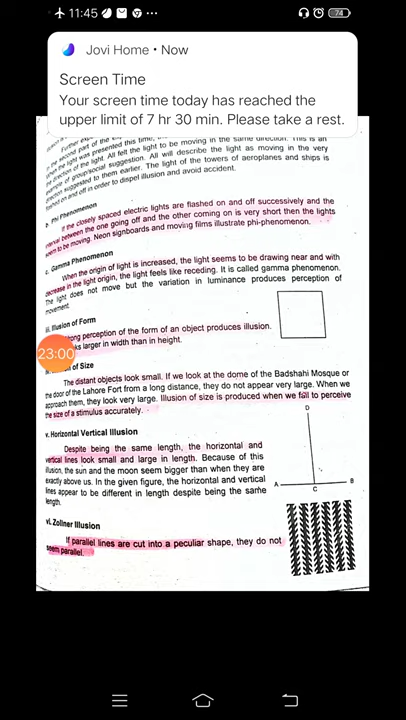 11:45
74
Jovi Home • Now
Screen Time
Your screen time today has reached the
upper limit of 7 hr 30 min. Please take a rest.
in the second part of the
when the light was presented this time,
the direction of the light. All felt the light to be moving in the same direction. This is an
example of group/social suggestion. All will describe the light as moving in the very
direction suggested to them earlier. The light of the towers of aeroplanes and ships is
flashed on and off in order to dispel illusion and avoid accident.
b. Phi Phenomenon
If the closely spaced electric lights are flashed on and off successively and the
interval between the one going off and the other coming on is very short then the lights
seem to be moving. Neon signboards and moving films illustrate phi-phenomenon.
c. Gamma Phenomenon
When the origin of light is increased, the light seems to be drawing near and with
decrease in the light origin, the light feels like receding. It is called gamma phenomenon.
The light does not move but the variation in luminance produces perception of
movement.
iii. Illusion of Form
perception of the form of an object produces illusion.
larger in width than in height.
23:00
of Size
The distant objects look small. If we look at the dome of the Badshahi Mosque or
the door of the Lahore Fort from a long distance, they do not appear very large. When we
approach them, they look very large. Illusion of size is produced when we fail to perceive
the size of a stimulus accurately.
v. Horizontal Vertical Illusion
Despite being the same length, the horizontal and
vertical lines look small and large in length. Because of this
illusion, the sun and the moon seem bigger than when they are
exactly above us. In the given figure, the horizontal and vertical
lines appear to be different in length despite being the same
length.
D
A
B
C
vi. Zollner Illusion
If parallel lines are cut into a peculiar shape, they do not
seem parallel.